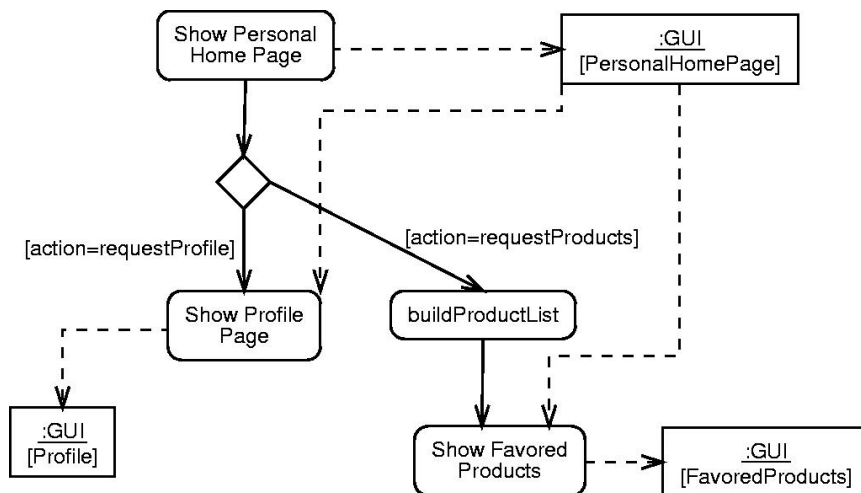 Show Personal
Home Page
:GUI
[PersonalHomePage]
[action=requestProfile]
[action=requestProducts]
Show Profile
Page
buildProductList
:GUI
[Profile]
Show Favored
Products
:GUI
[FavoredProducts]